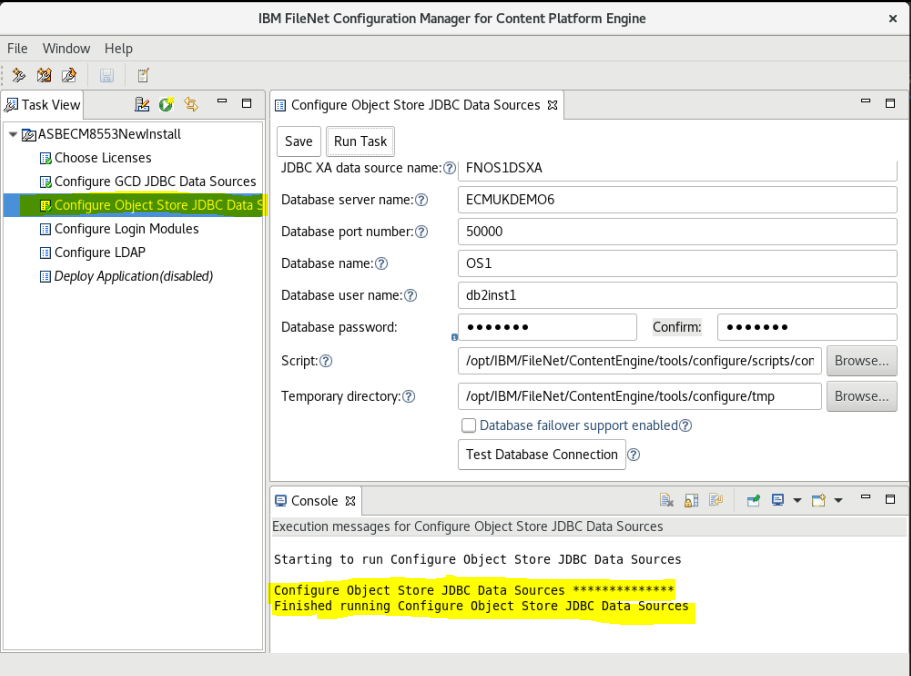 IBM FileNet Configuration Manager for Content Platform Engine
File Window Help
Task View
ASBECM8553NewInstall
Choose Licenses
Configure GCD JDBC Data Sources
Configure Object Store JDBC Data S
Configure Login Modules
Configure LDAP
Deploy Application(disabled)
Configure Object Store JDBC Data Sources
Save Run Task
JDBC XA data source name: FNOS1DSXA
Database server name: ECMUKDEMO6
Database port number: 50000
Database name: OS1
Database user name: db2inst1
Database password: ●●●●●●● Confirm: ●●●●●●●
Script: /opt/IBM/FileNet/ContentEngine/tools/configure/scripts/con Browse...
Temporary directory: /opt/IBM/FileNet/ContentEngine/tools/configure/tmp Browse...
Database failover support enabled
Test Database Connection
Console
Execution messages for Configure Object Store JDBC Data Sources
Starting to run Configure Object Store JDBC Data Sources
Configure Object Store JDBC Data Sources **************
Finished running Configure Object Store JDBC Data Sources